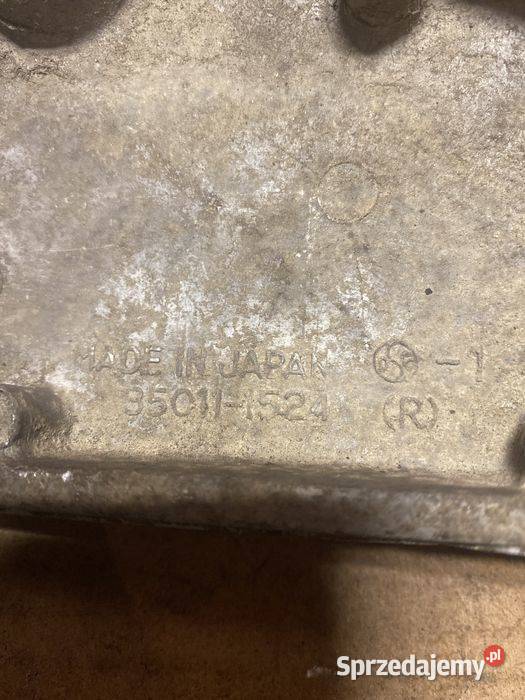 MADE IN JAPAN -1
35011-1524 (R)
Sprzedajemy.pl